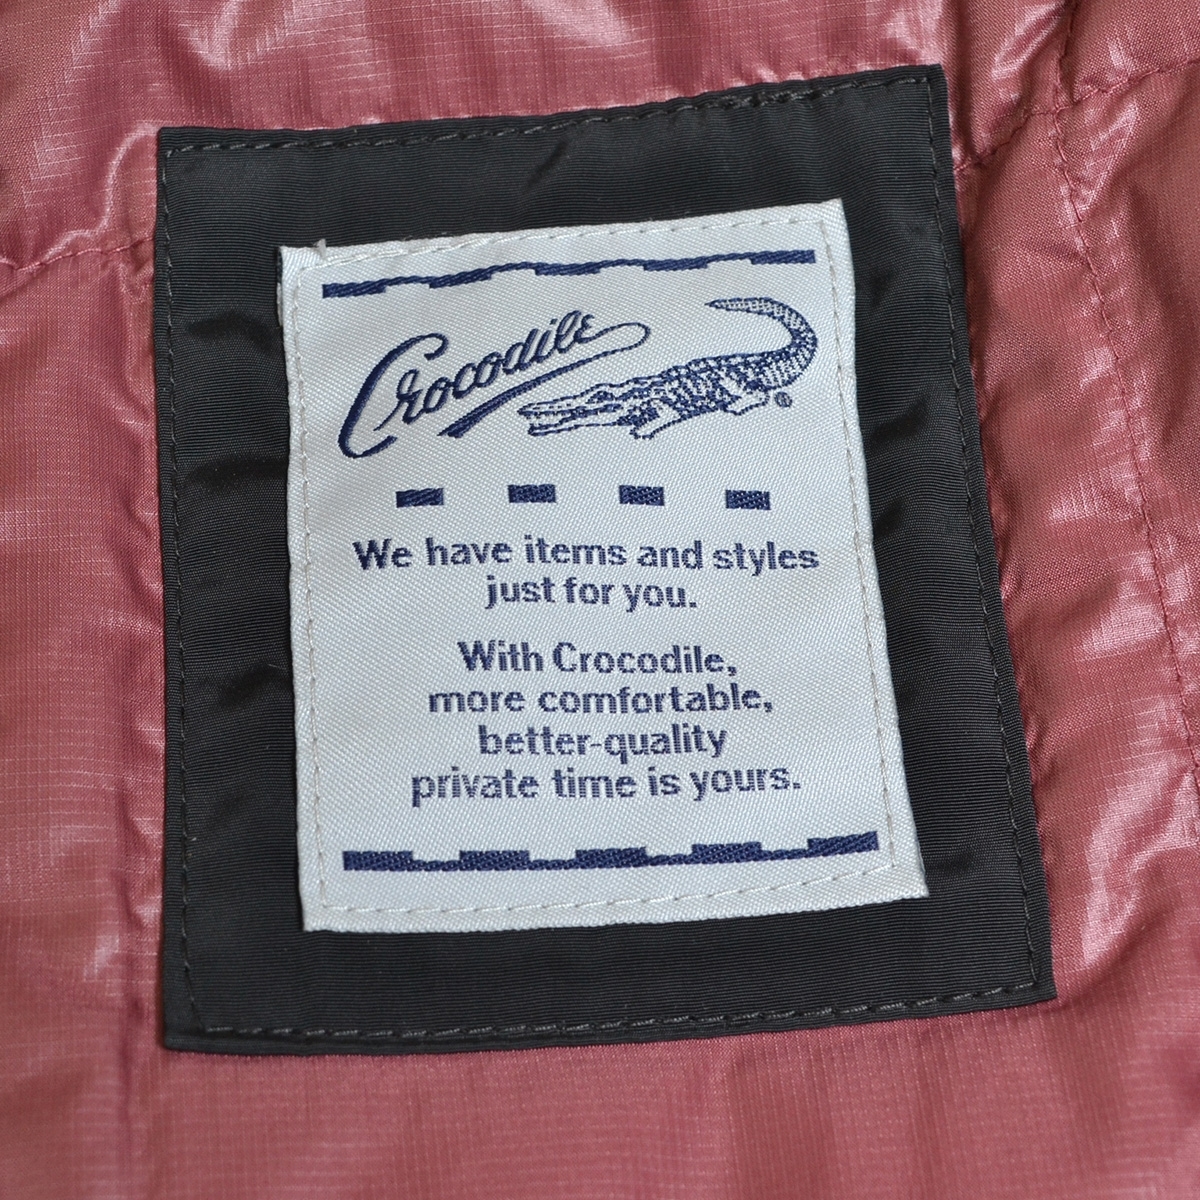 Crocodile
®
We have items and styles
just for you.
With Crocodile,
more comfortable,
better-quality
private time is yours.